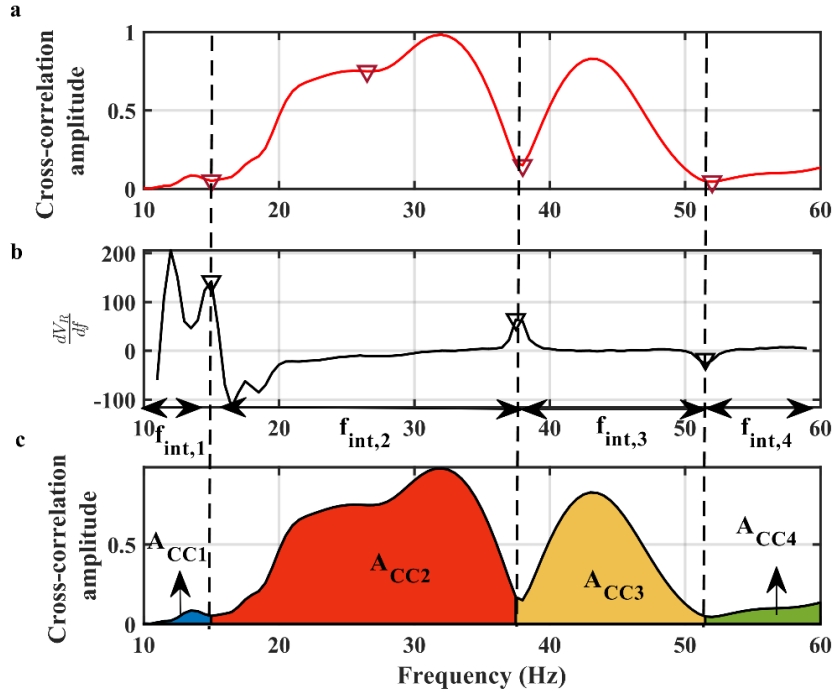 a
Cross-correlation
amplitude
1
0.5
0
10 20 30 40 50 60
b
dV_R
df
200
100
0
-100
10 20 30 40 50 60
f_int,1 f_int,2 f_int,3 f_int,4
c
Cross-correlation
amplitude
0.5
0
A_CC1 A_CC2 A_CC3 A_CC4
10 20 30 40 50 60
Frequency (Hz)